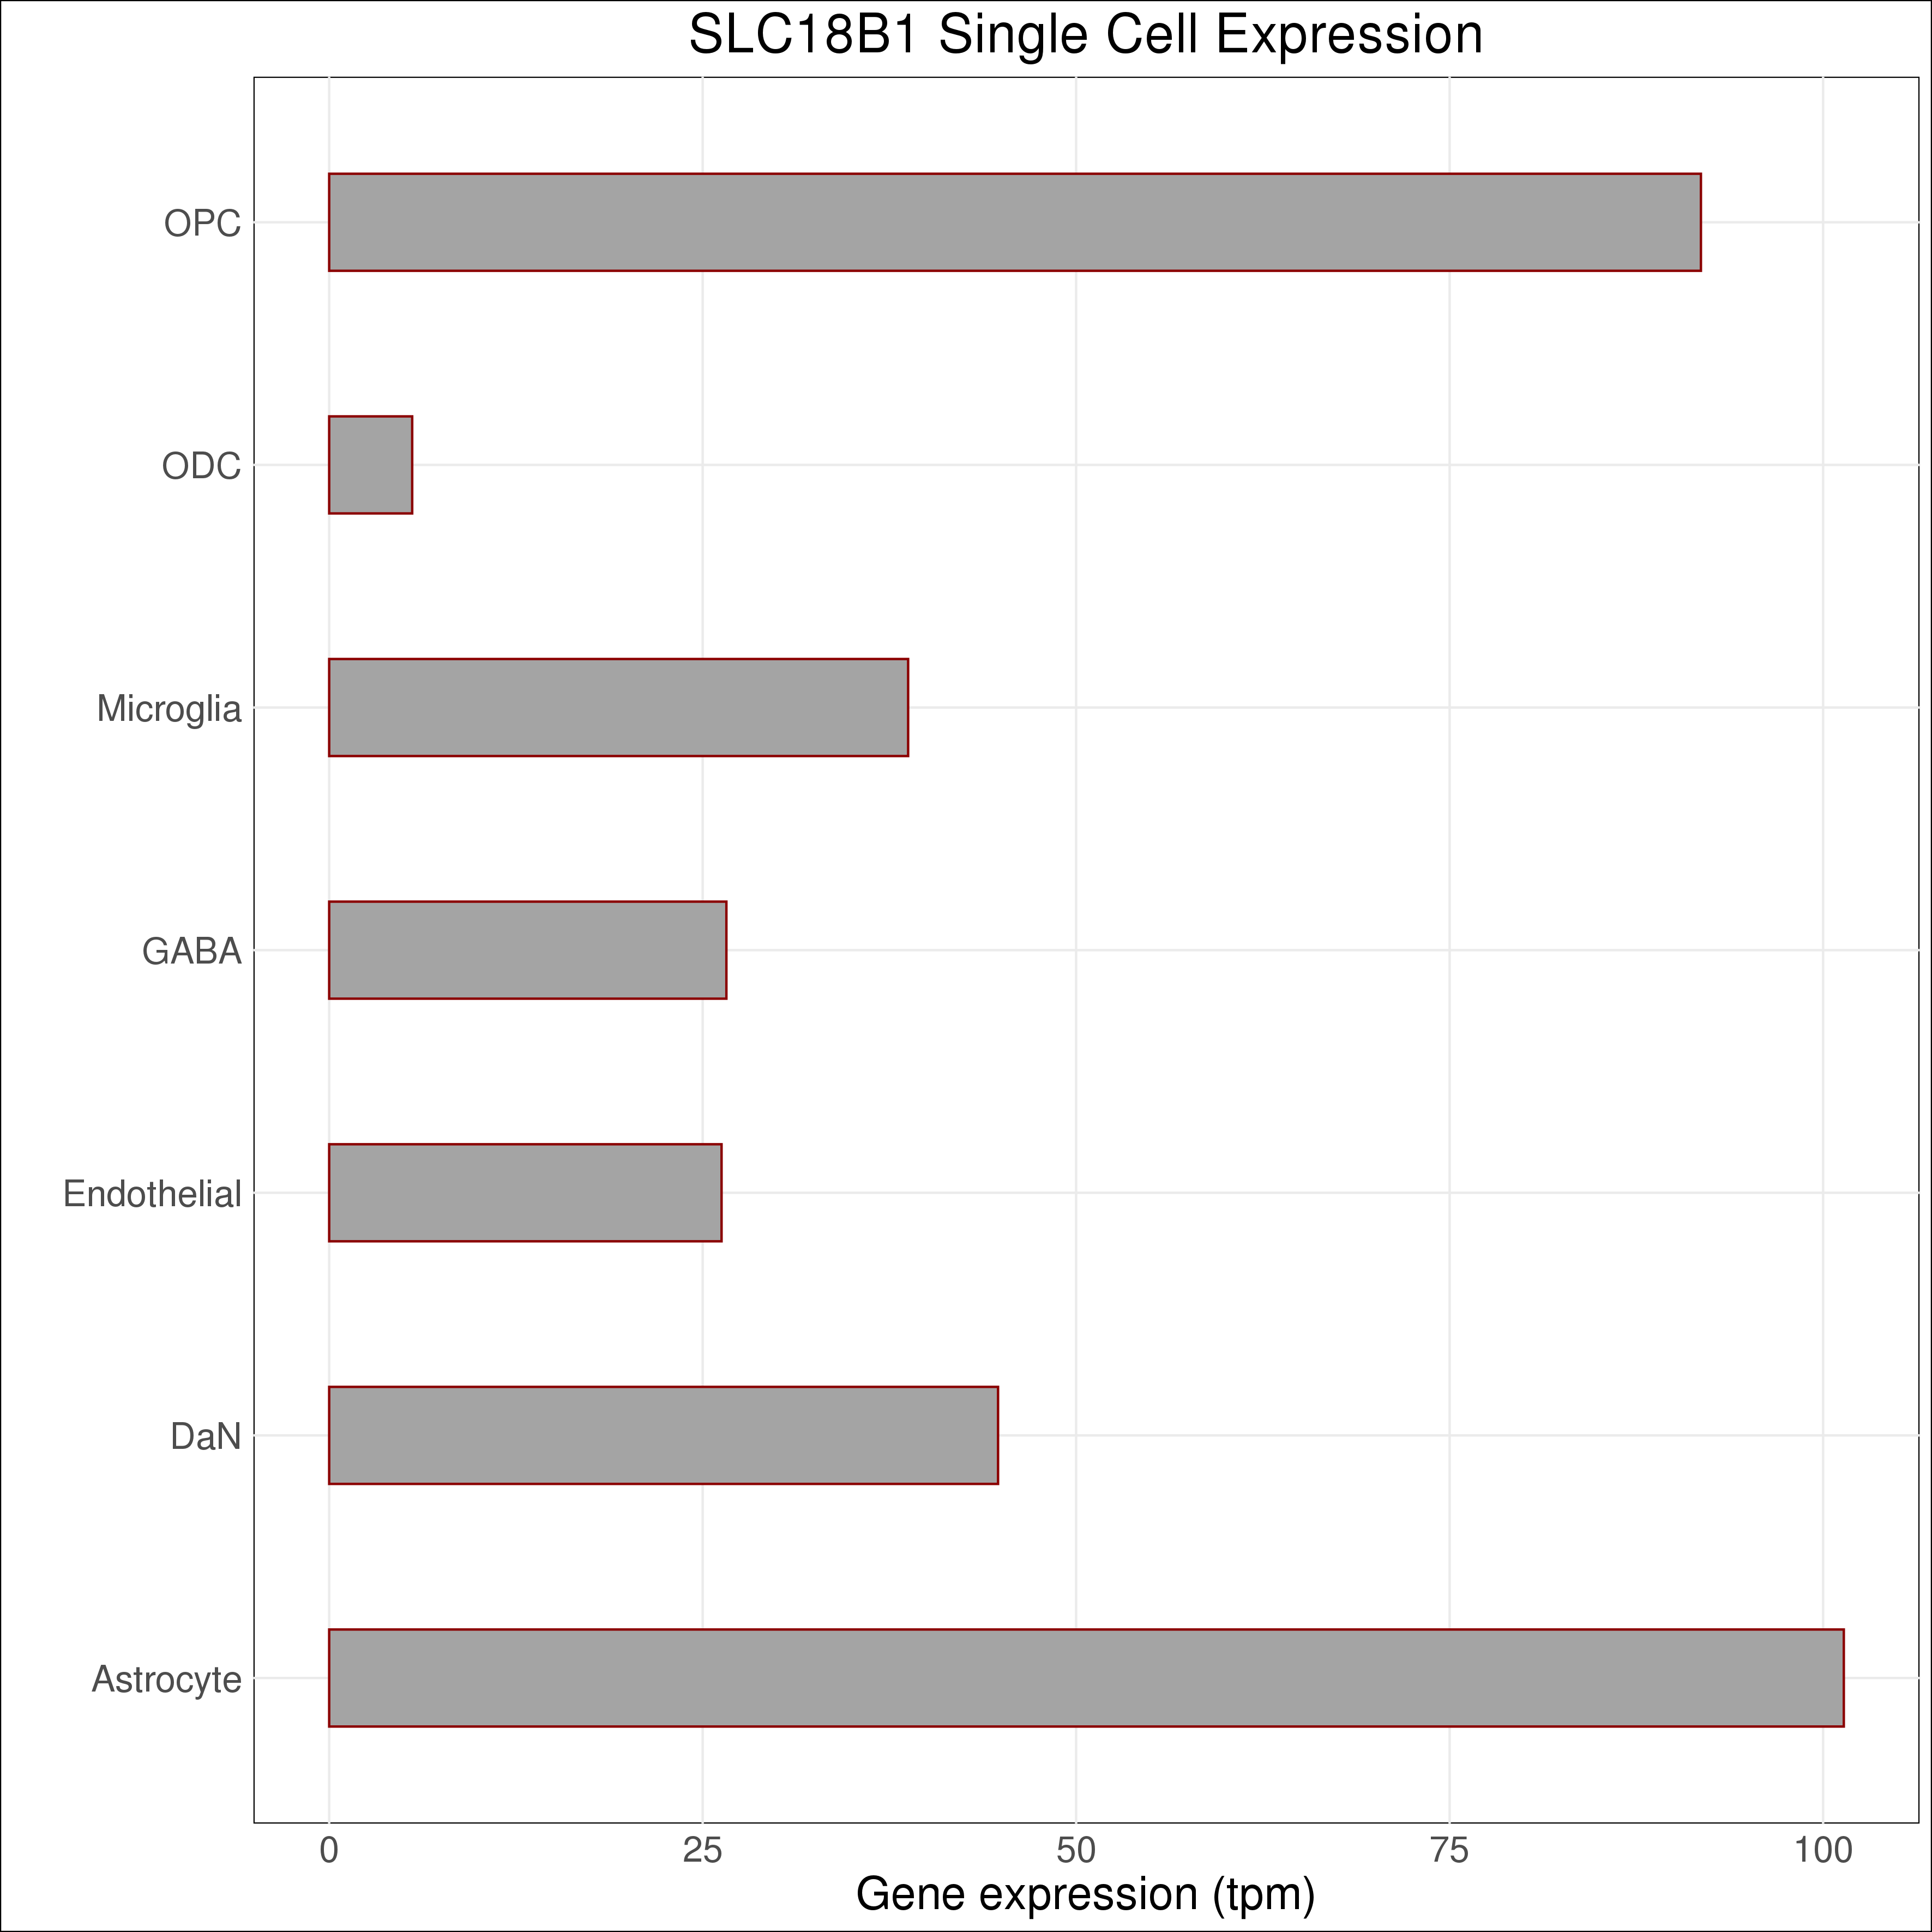 SLC18B1 Single Cell Expression
OPC
ODC
Microglia
GABA
Endothelial
DaN
Astrocyte
0 25 50 75 100
Gene expression (tpm)